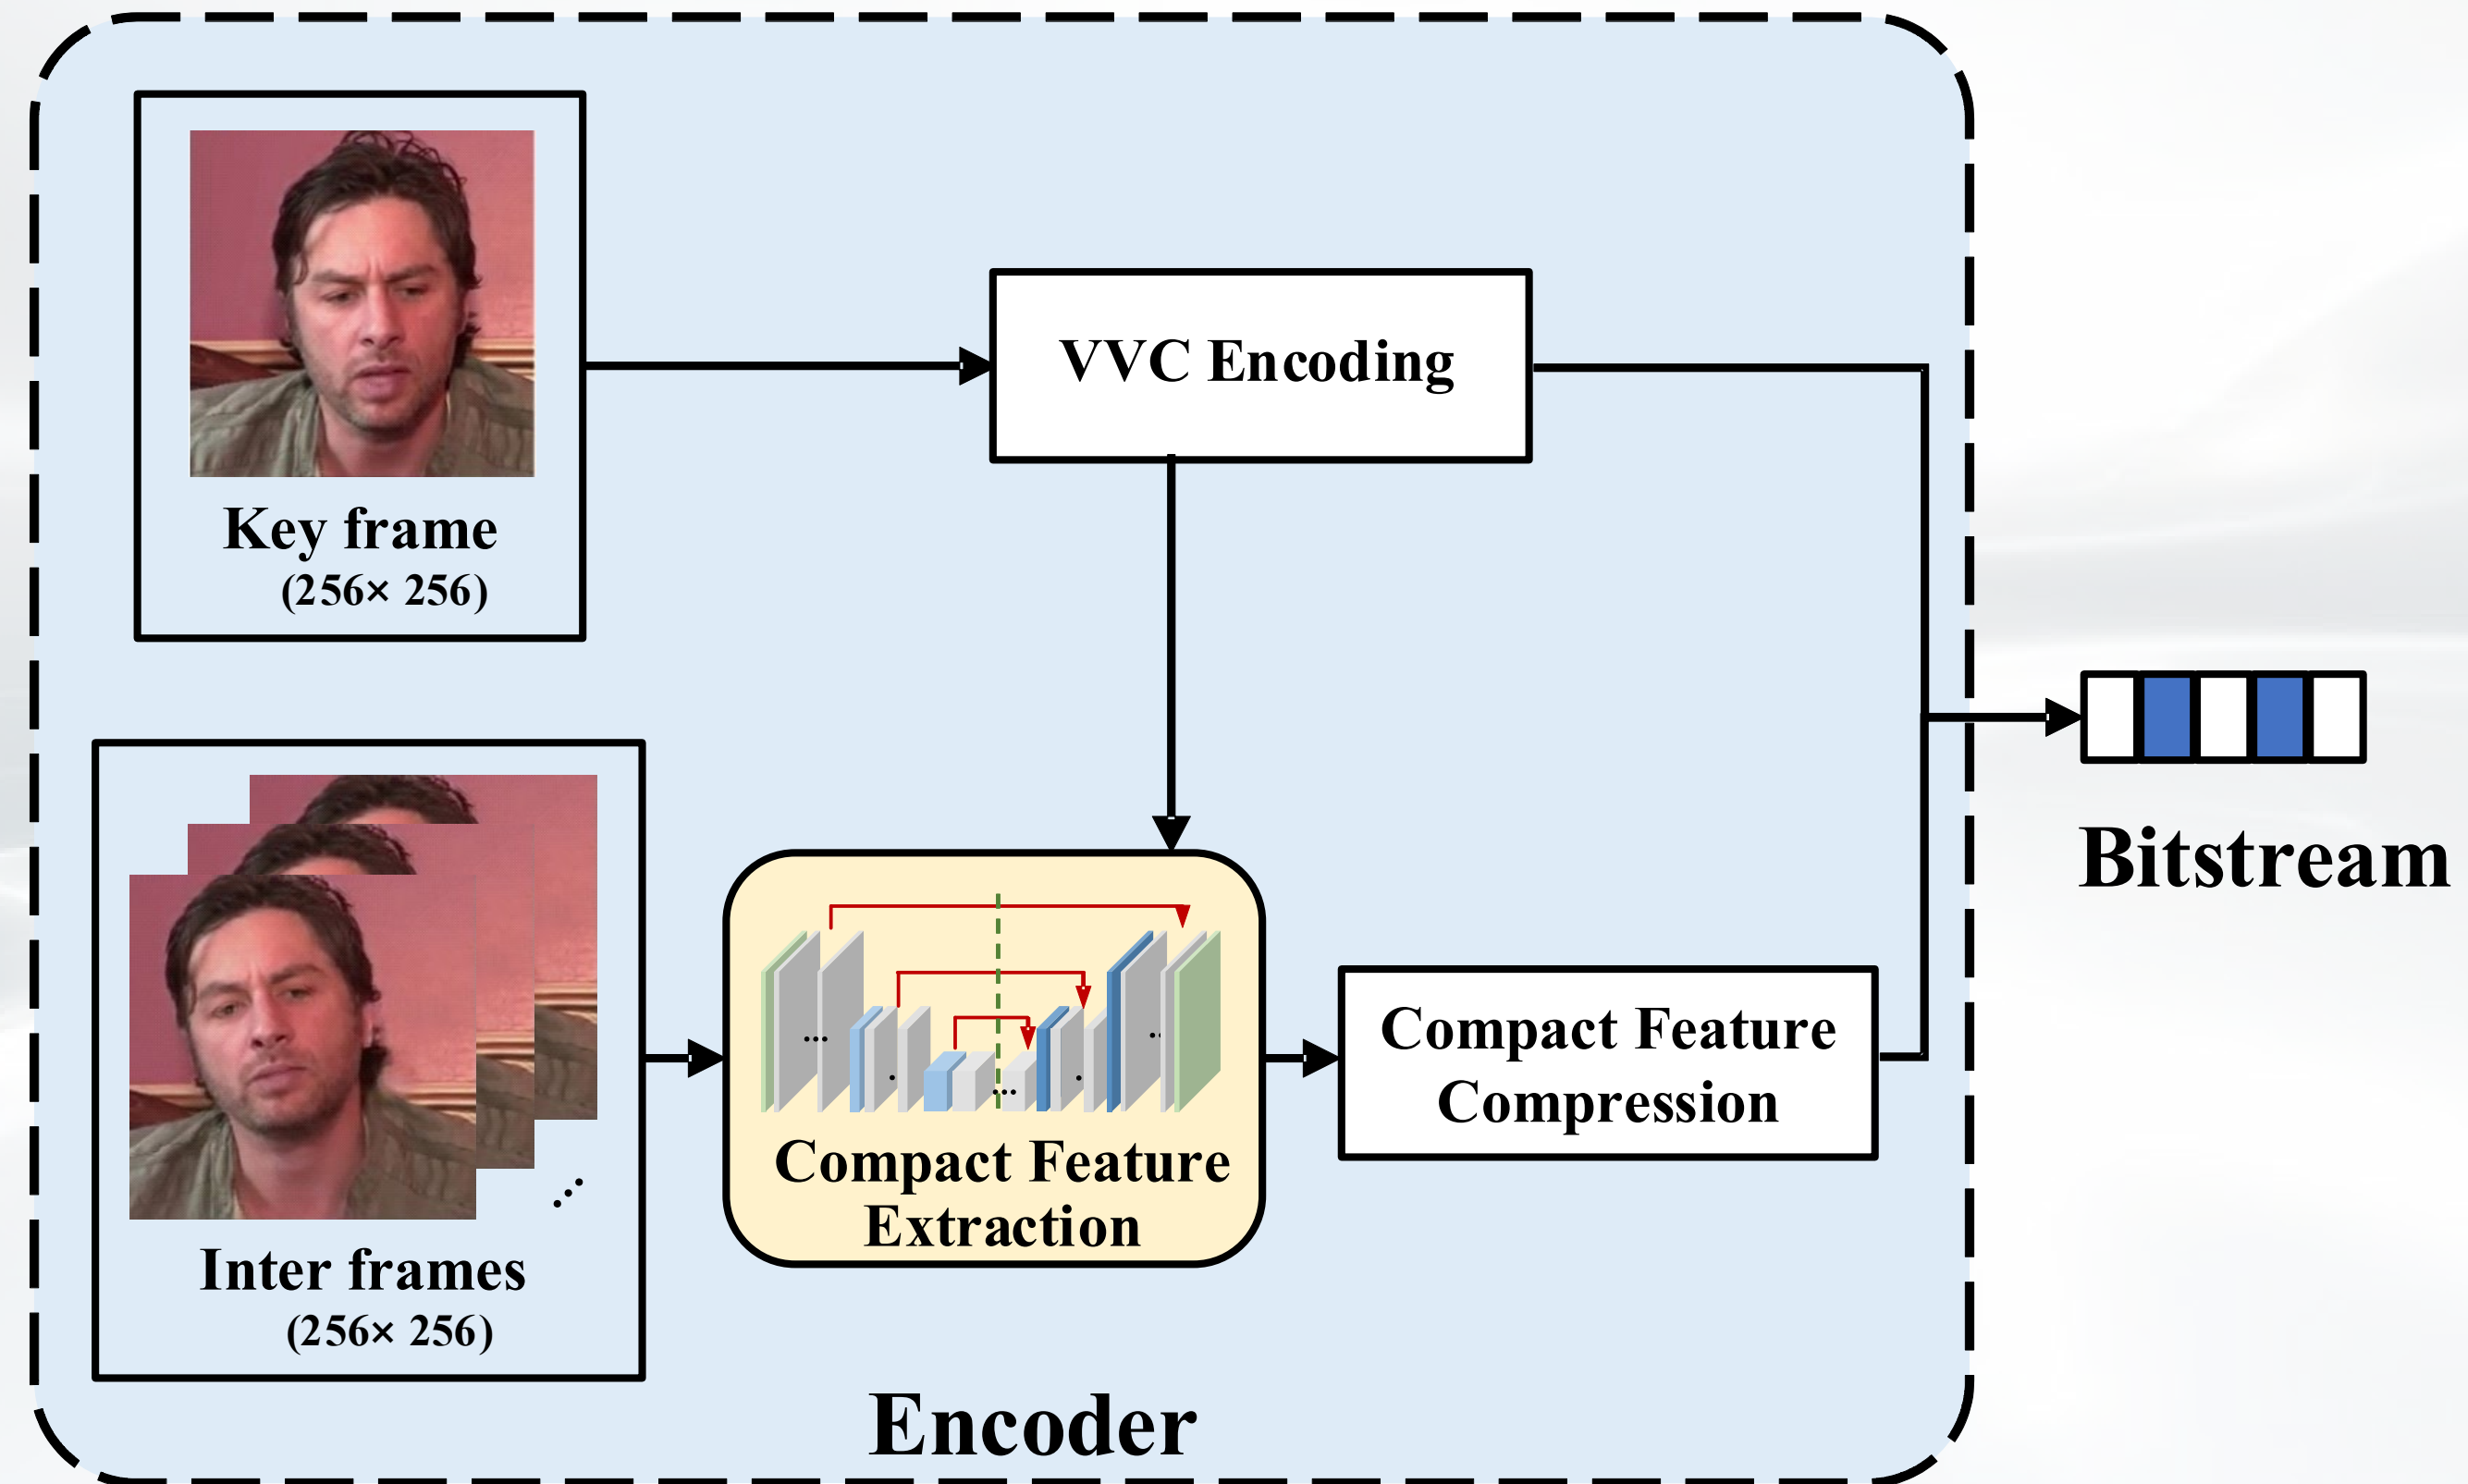 Key frame
(256× 256)
VVC Encoding
Bitstream
Compact Feature
Extraction
Compact Feature
Compression
Inter frames
(256× 256)
Encoder